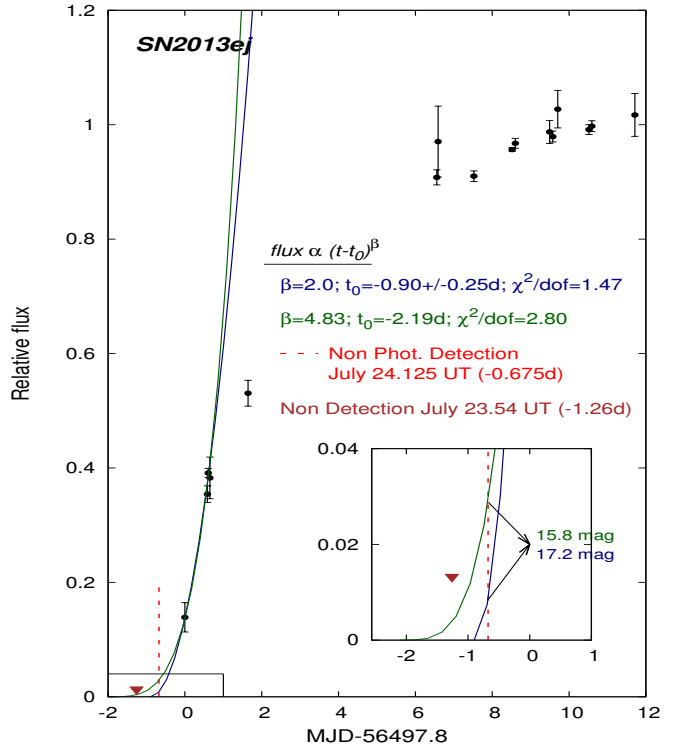 SN2013ej
Relative flux
1.2
1
0.8
0.6
0.4
0.2
0
flux α (t-t₀)^β
β=2.0; t₀=-0.90+/-0.25d; χ²/dof=1.47
β=4.83; t₀=-2.19d; χ²/dof=2.80
Non Phot. Detection
July 24.125 UT (-0.675d)
Non Detection July 23.54 UT (-1.26d)
0.04
0.02
0
15.8 mag
17.2 mag
-2 -1 0 1
-2 0 2 4 6 8 10 12
MJD-56497.8